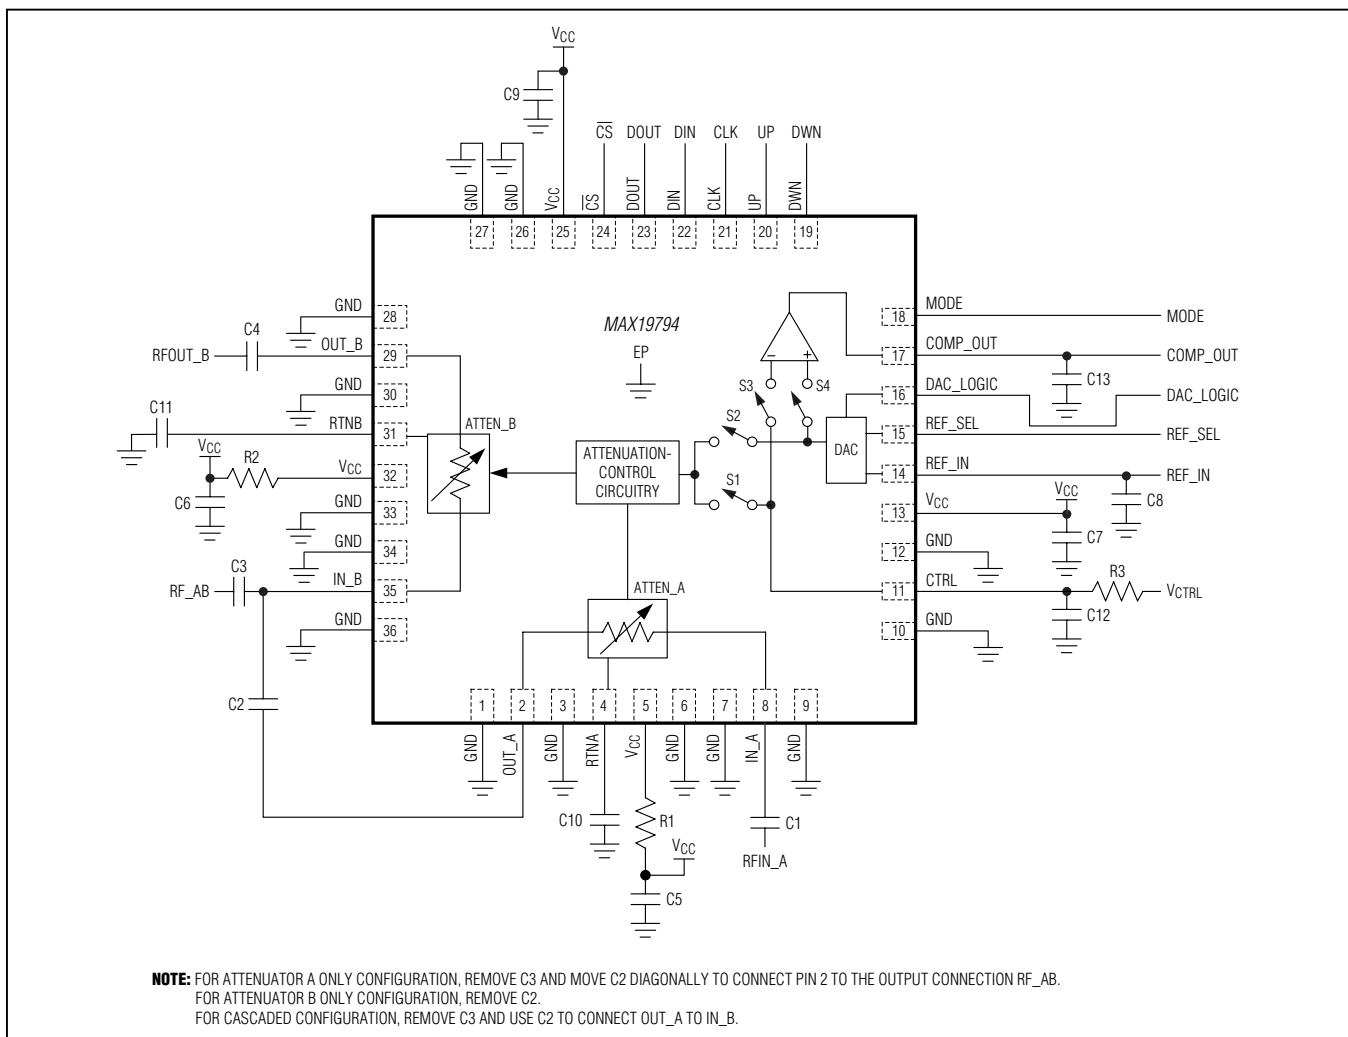 VCC
C9
CS DOUT DIN CLK UP DWN
GND GND VCC CS DOUT DIN CLK UP DWN
27 26 25 24 23 22 21 20 19
GND
28
MAX19794
EP
18
MODE
MODE
C4
RFOUT_B
OUT_B
29
17
COMP_OUT
COMP_OUT
C13
GND
30
S3
S4
16
DAC_LOGIC
DAC_LOGIC
C11
RTNB
31
ATTEN_B
S2
DAC
15
REF_SEL
REF_SEL
VCC
R2
VCC
32
C6
ATTENUATION-
CONTROL
CIRCUITRY
S1
14
REF_IN
REF_IN
C8
GND
33
13
VCC
VCC
C7
GND
34
12
GND
C3
RF_AB
IN_B
35
ATTEN_A
11
CTRL
R3
VCTRL
C12
GND
36
10
GND
C2
1 2 3 4 5 6 7 8 9
GND OUT_A GND RTNA VCC GND GND IN_A GND
C10
R1
C1
VCC
RFIN_A
C5
NOTE: FOR ATTENUATOR A ONLY CONFIGURATION, REMOVE C3 AND MOVE C2 DIAGONALLY TO CONNECT PIN 2 TO THE OUTPUT CONNECTION RF_AB.
FOR ATTENUATOR B ONLY CONFIGURATION, REMOVE C2.
FOR CASCADED CONFIGURATION, REMOVE C3 AND USE C2 TO CONNECT OUT_A TO IN_B.